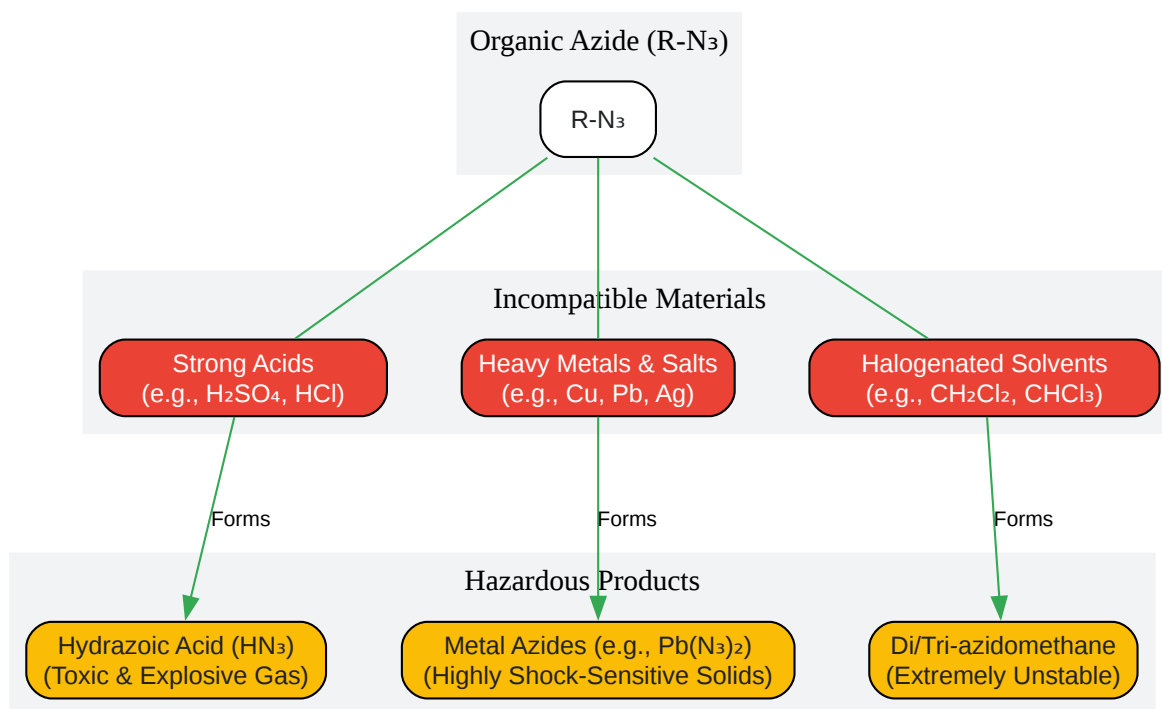 Organic Azide (R-N₃)
R-N₃
Incompatible Materials
Strong Acids
(e.g., H₂SO₄, HCl)
Heavy Metals & Salts
(e.g., Cu, Pb, Ag)
Halogenated Solvents
(e.g., CH₂Cl₂, CHCl₃)
Forms
Forms
Forms
Hazardous Products
Hydrazoic Acid (HN₃)
(Toxic & Explosive Gas)
Metal Azides (e.g., Pb(N₃)₂)
(Highly Shock-Sensitive Solids)
Di/Tri-azidomethane
(Extremely Unstable)